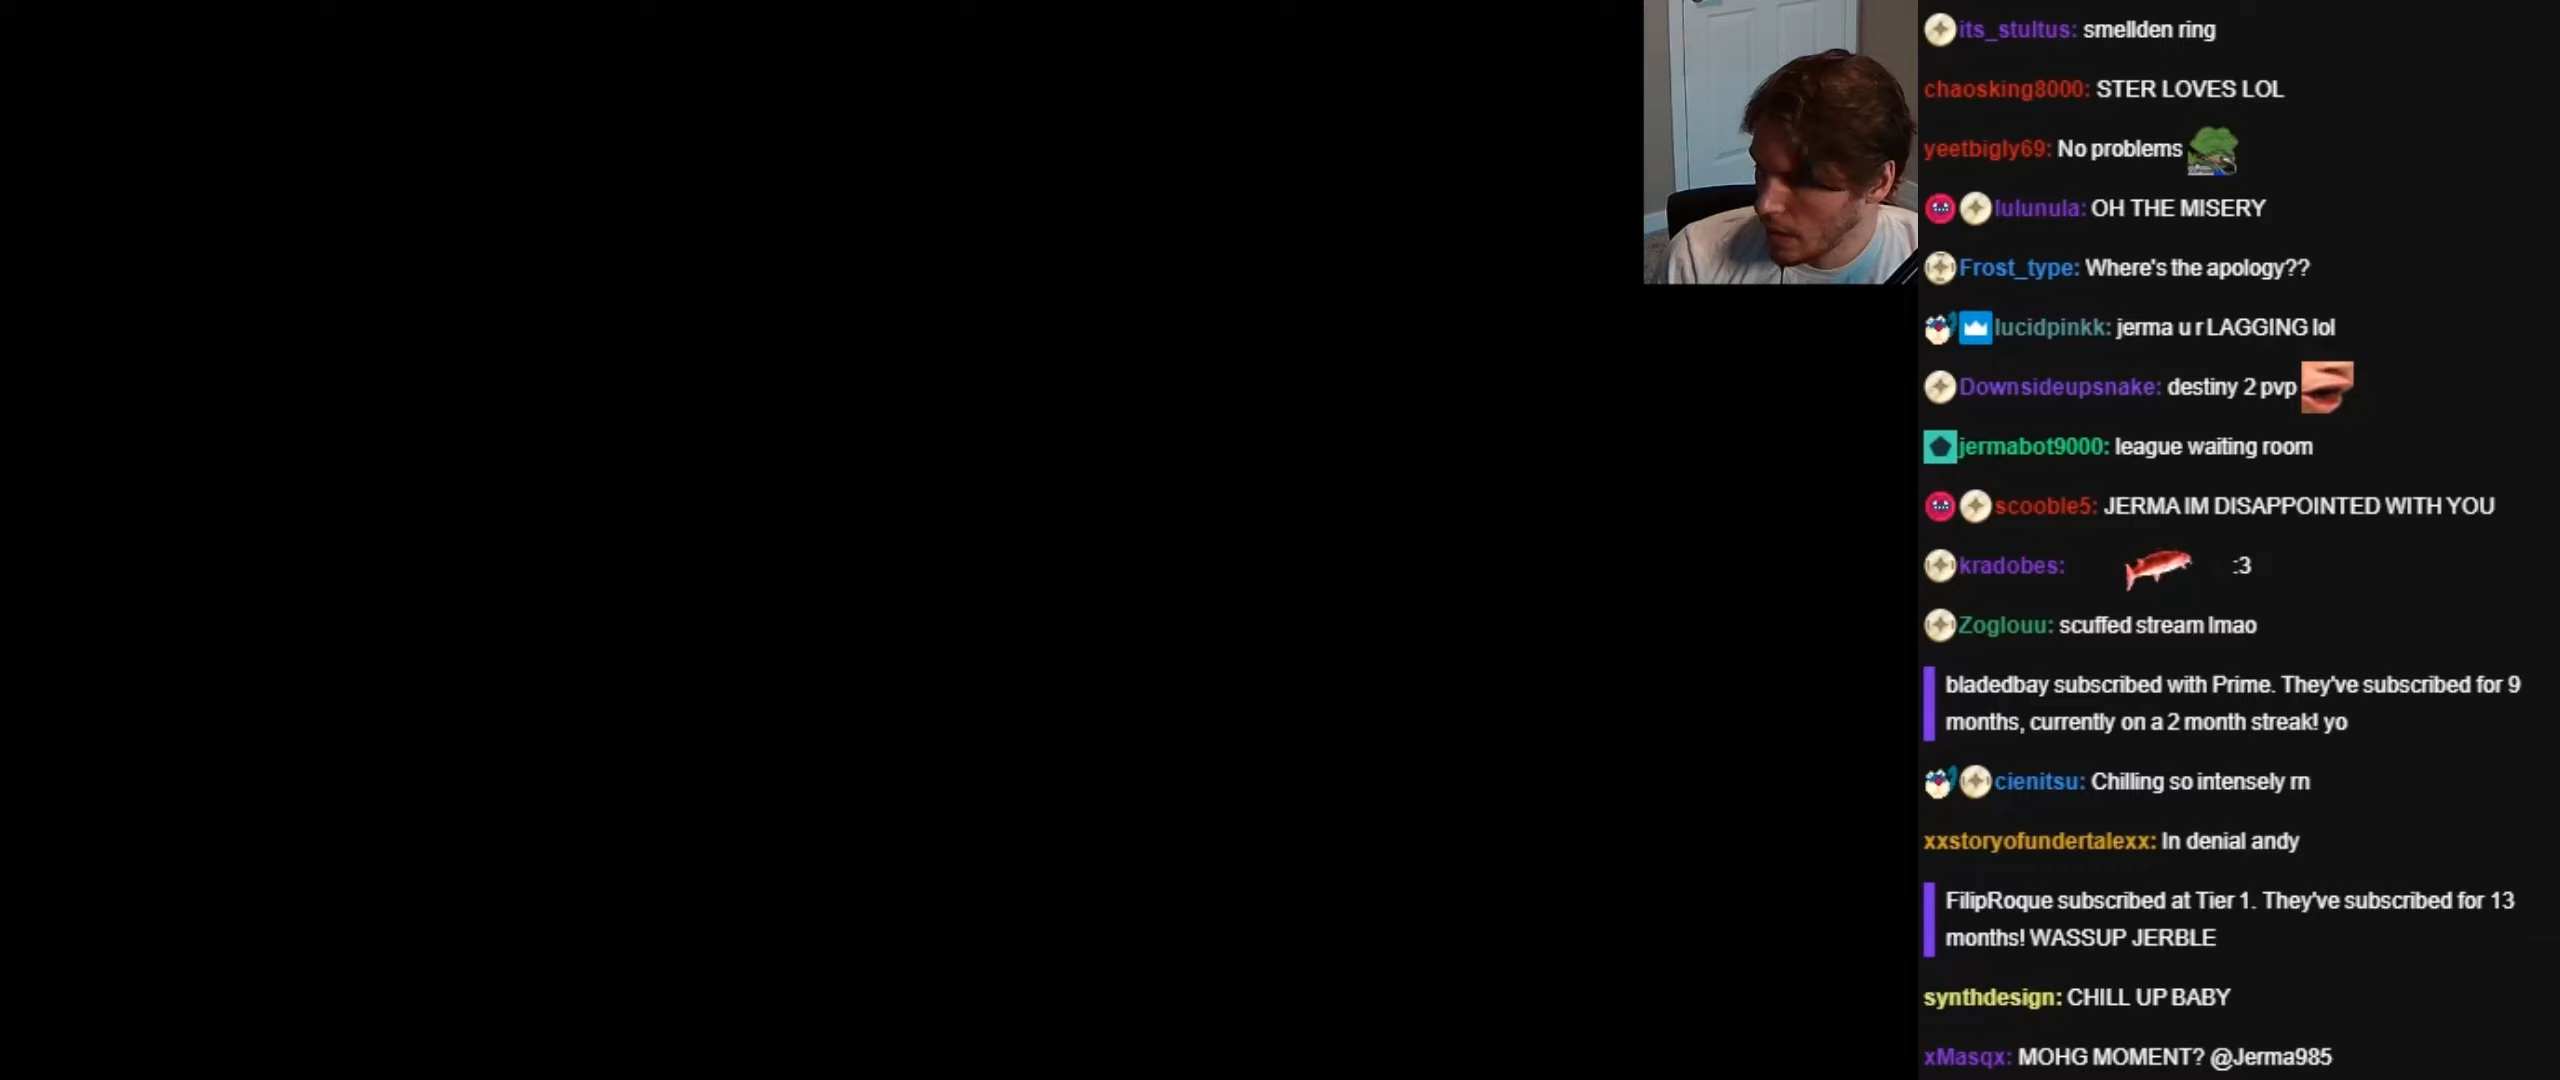 its_stultus: smellden ring
chaosking8000: STER LOVES LOL
yeetbigly69: No problems
lulunula: OH THE MISERY
Frost_type: Where's the apology??
lucidpinkk: jerma u r LAGGING lol
Downsideupsnake: destiny 2 pvp
jermabot9000: league waiting room
scooble5: JERMA IM DISAPPOINTED WITH YOU
kradobes: :3
Zoglouu: scuffed stream lmao
bladedbay subscribed with Prime. They've subscribed for 9
months, currently on a 2 month streak! yo
cienitsu: Chilling so intensely rn
xxstoryofundertalexx: In denial andy
FilipRoque subscribed at Tier 1. They've subscribed for 13
months! WASSUP JERBLE
synthdesign: CHILL UP BABY
xMasqx: MOHG MOMENT? @Jerma985